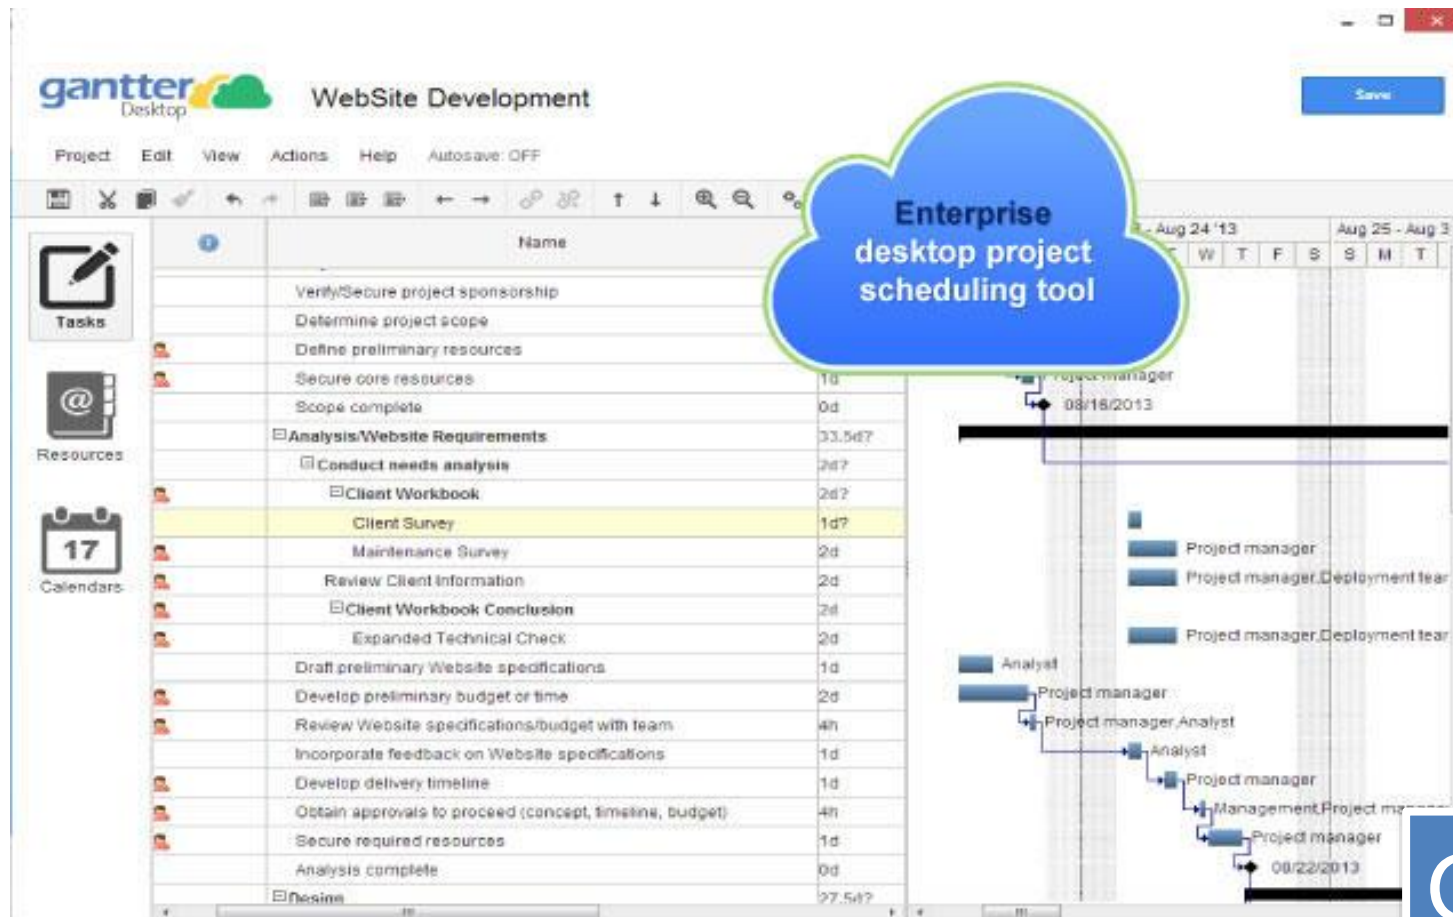 gantter
Desktop
WebSite Development
Save
Project Edit View Actions Help Autosave: OFF
Enterprise
desktop project
scheduling tool
Name
- Aug 24 '13 Aug 25 - Aug 3
W T F S S M T
Tasks
Resources
17
Calendars
Verify/Secure project sponsorship
Determine project scope
Define preliminary resources
Secure core resources 1d Project manager
Scope complete 0d 08/16/2013
Analysis/Website Requirements 33.5d?
Conduct needs analysis 2d?
Client Workbook 2d?
Client Survey 1d?
Maintenance Survey 2d Project manager
Review Client Information 2d Project manager,Deployment tear
Client Workbook Conclusion 2d
Expanded Technical Check 2d Project manager,Deployment tear
Draft preliminary Website specifications 1d Analyst
Develop preliminary budget or time 2d Project manager
Review Website specifications/budget with team 4h Project manager,Analyst
Incorporate feedback on Website specifications 1d Analyst
Develop delivery timeline 1d Project manager
Obtain approvals to proceed (concept, timeline, budget) 4h Management,Project
Secure required resources 1d Project manager
Analysis complete 0d 08/22/2013
Design 27.5d?